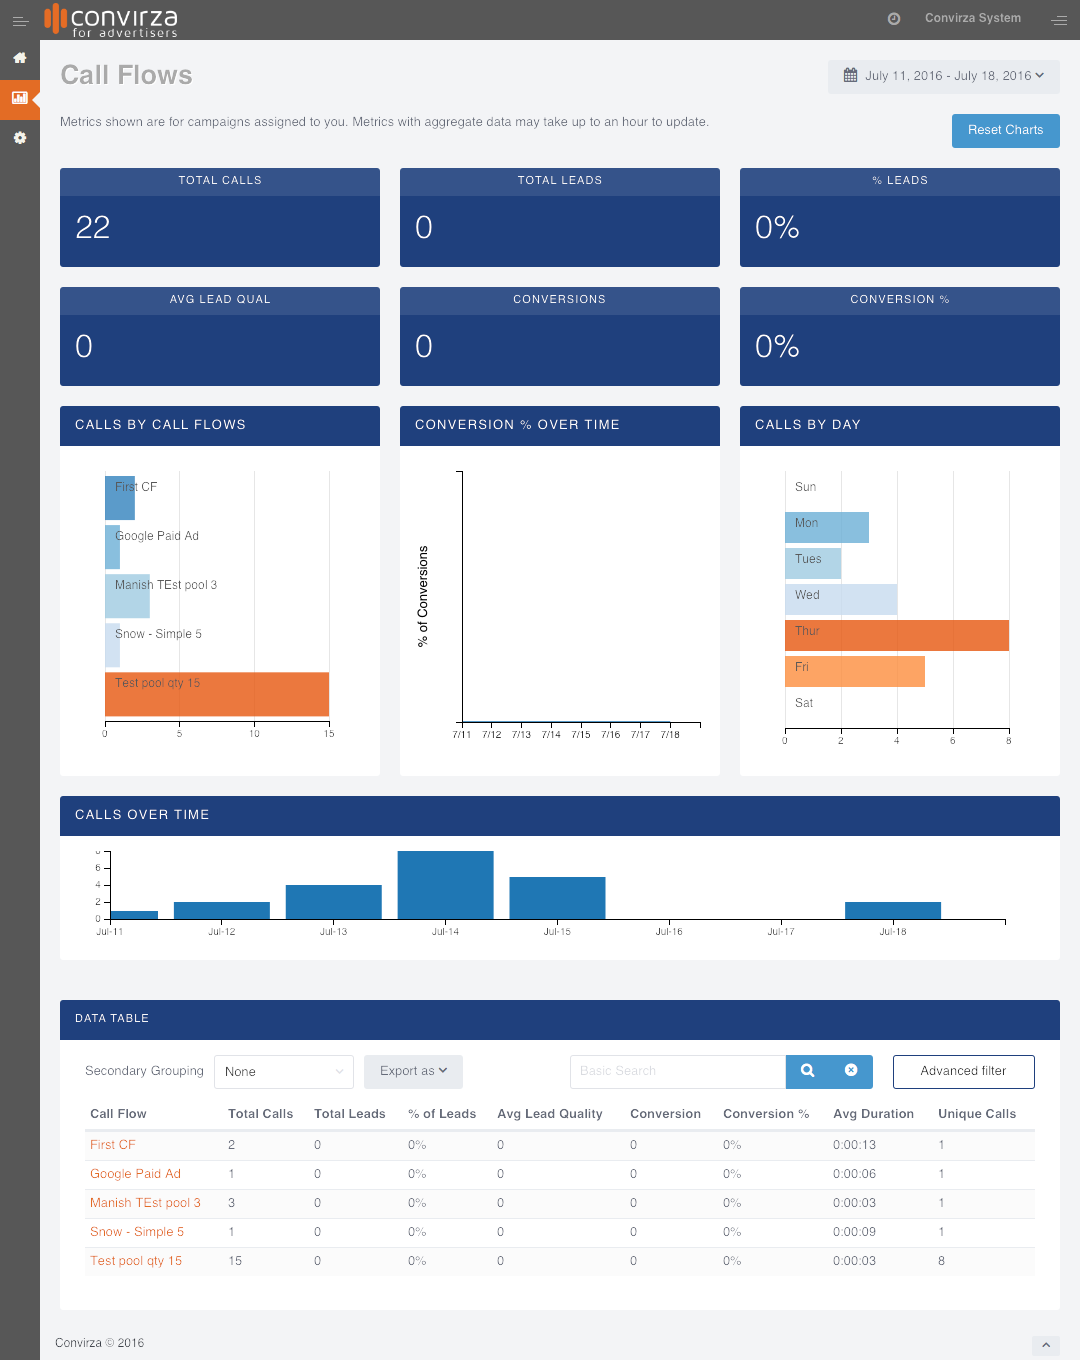 convirza
for advertisers
Convirza System
Call Flows
July 11, 2016 - July 18, 2016
Metrics shown are for campaigns assigned to you. Metrics with aggregate data may take up to an hour to update.
Reset Charts
TOTAL CALLS
22
TOTAL LEADS
0
% LEADS
0%
AVG LEAD QUAL
0
CONVERSIONS
0
CONVERSION %
0%
CALLS BY CALL FLOWS
First CF
Google Paid Ad
Manish TEst pool 3
Snow - Simple 5
Test pool qty 15
0 5 10 15
CONVERSION % OVER TIME
% of Conversions
7/11 7/12 7/13 7/14 7/15 7/16 7/17 7/18
CALLS BY DAY
Sun
Mon
Tues
Wed
Thur
Fri
Sat
0 2 4 6 8
CALLS OVER TIME
8
6
4
2
0
Jul-11 Jul-12 Jul-13 Jul-14 Jul-15 Jul-16 Jul-17 Jul-18
DATA TABLE
Secondary Grouping None Export as Basic Search Advanced filter
Call Flow Total Calls Total Leads % of Leads Avg Lead Quality Conversion Conversion % Avg Duration Unique Calls
First CF 2 0 0% 0 0 0% 0:00:13 1
Google Paid Ad 1 0 0% 0 0 0% 0:00:06 1
Manish TEst pool 3 3 0 0% 0 0 0% 0:00:03 1
Snow - Simple 5 1 0 0% 0 0 0% 0:00:09 1
Test pool qty 15 15 0 0% 0 0 0% 0:00:03 8
Convirza © 2016